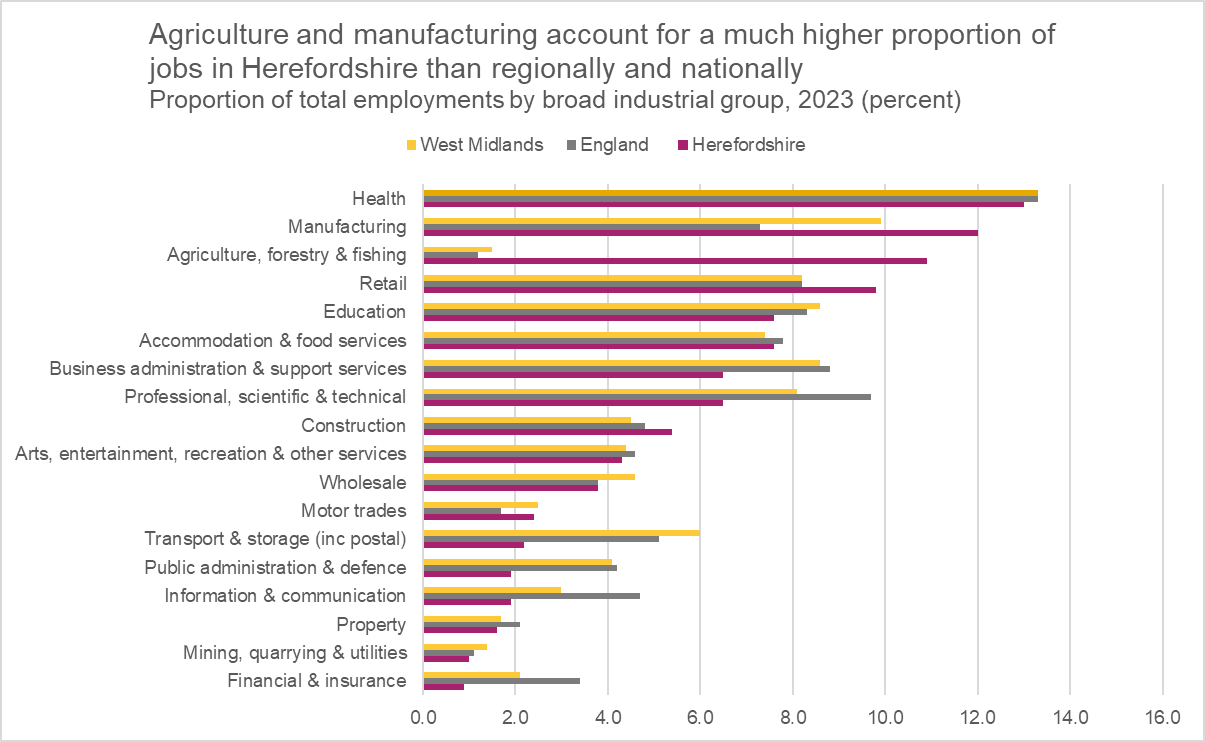 Agriculture and manufacturing account for a much higher proportion of
jobs in Herefordshire than regionally and nationally
Proportion of total employments by broad industrial group, 2023 (percent)
West Midlands England Herefordshire
Health
Manufacturing
Agriculture, forestry & fishing
Retail
Education
Accommodation & food services
Business administration & support services
Professional, scientific & technical
Construction
Arts, entertainment, recreation & other services
Wholesale
Motor trades
Transport & storage (inc postal)
Public administration & defence
Information & communication
Property
Mining, quarrying & utilities
Financial & insurance
0.0 2.0 4.0 6.0 8.0 10.0 12.0 14.0 16.0